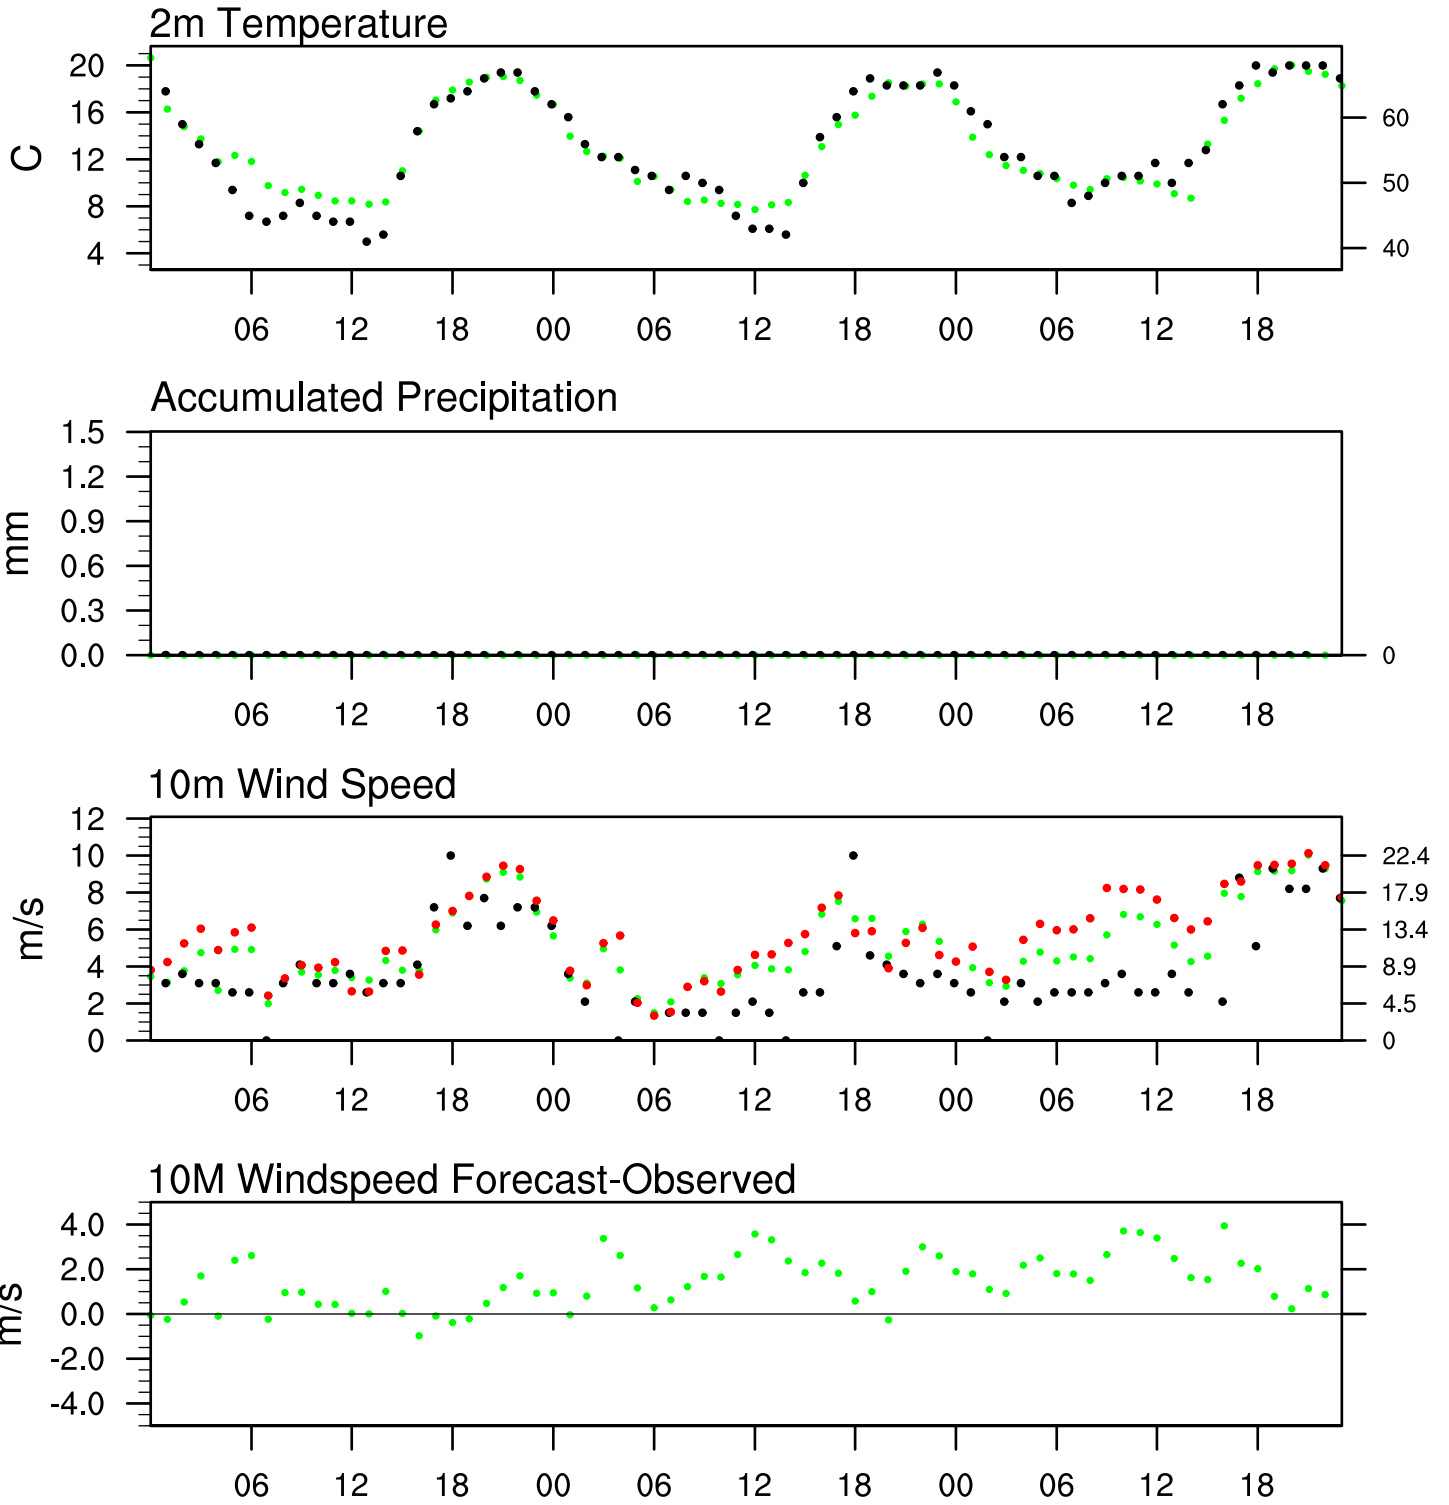 2m Temperature
20
16
12
8
4
C
60
50
40
06 12 18 00 06 12 18 00 06 12 18
Accumulated Precipitation
1.5
1.2
0.9
0.6
0.3
0.0
mm
0
06 12 18 00 06 12 18 00 06 12 18
10m Wind Speed
12
10
8
6
4
2
0
m/s
22.4
17.9
13.4
8.9
4.5
0
06 12 18 00 06 12 18 00 06 12 18
10M Windspeed Forecast-Observed
4.0
2.0
0.0
-2.0
-4.0
m/s
06 12 18 00 06 12 18 00 06 12 18